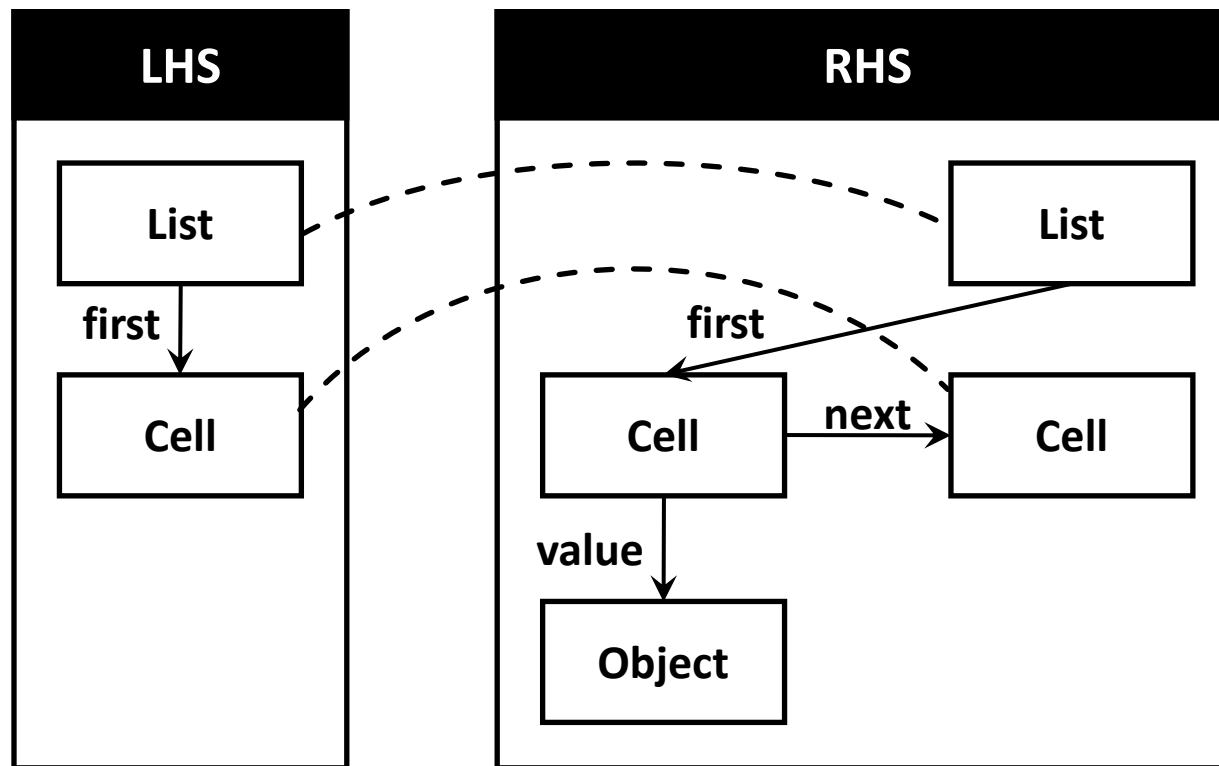 LHS
RHS
List
List
first
first
Cell
Cell
next
Cell
value
Object